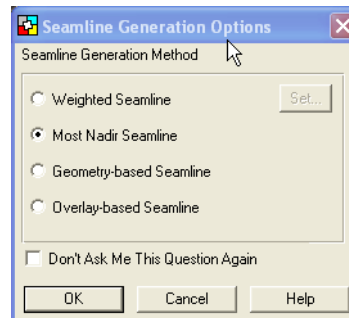 Seamline Generation Options
Seamline Generation Method
Weighted Seamline
Set...
Most Nadir Seamline
Geometry-based Seamline
Overlay-based Seamline
Don't Ask Me This Question Again
OK Cancel Help